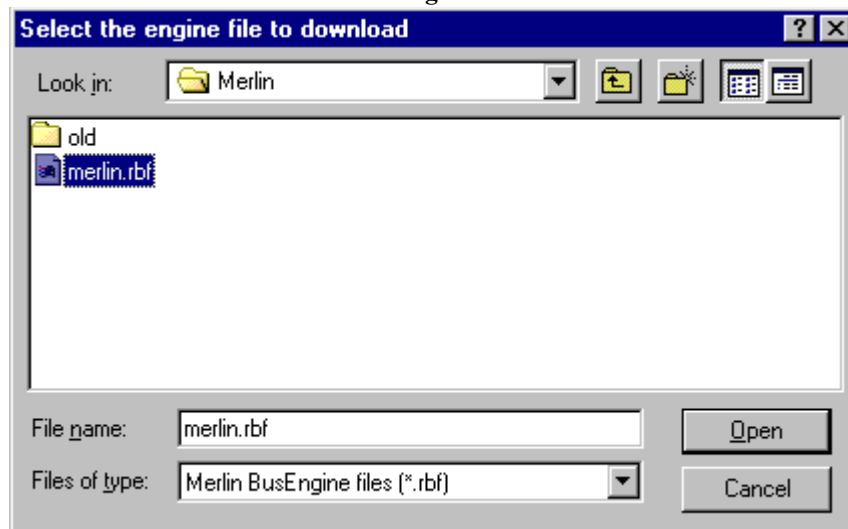 Select the engine file to download
Look in: Merlin
old
merlin.rbf
File name: merlin.rbf Open
Files of type: Merlin BusEngine files (*.rbf) Cancel